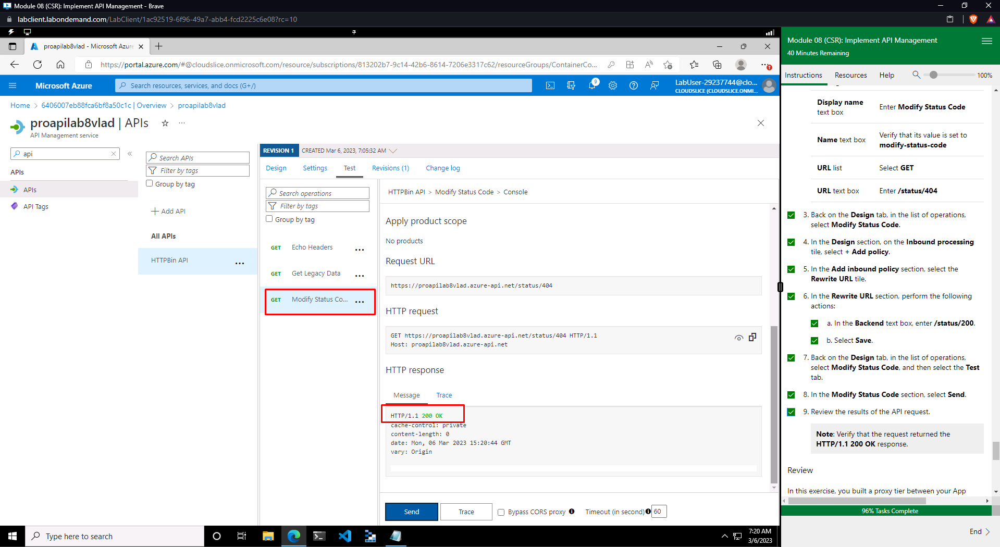 Module 08 (CSR): Implement API Management - Brave
labclient.labondemand.com/LabClient/1ac92519-6f96-49a7-abb4-fcd2225c6e08?rc=10
proapilab8vlad - Microsoft Azure
https://portal.azure.com/#@cloudslice.onmicrosoft.com/resource/subscriptions/813202b7-9c14-42b6-8614-7206e3317c62/resourceGroups/ContainerCo...
Microsoft Azure
Search resources, services, and docs (G+/)
9
LabUser-29237744@clo...
CLOUDSLICE (CLOUDSLICE.ONMI...
Home > 6406007eb88fca6bf8a50c1c | Overview > proapilab8vlad
proapilab8vlad | APIs
API Management service
api
APIs
APIs
API Tags
Search APIs
Filter by tags
Group by tag
Add API
All APIs
HTTPBin API
REVISION 1
CREATED Mar 6, 2023, 7:05:32 AM
Design
Settings
Test
Revisions (1)
Change log
Search operations
Filter by tags
Group by tag
GET Echo Headers
GET Get Legacy Data
GET Modify Status Co...
HTTPBin API > Modify Status Code > Console
Apply product scope
No products
Request URL
https://proapilab8vlad.azure-api.net/status/404
HTTP request
GET https://proapilab8vlad.azure-api.net/status/404 HTTP/1.1
Host: proapilab8vlad.azure-api.net
HTTP response
Message
Trace
HTTP/1.1 200 OK
cache-control: private
content-length: 0
date: Mon, 06 Mar 2023 15:20:44 GMT
vary: Origin
Send
Trace
Bypass CORS proxy
Timeout (in second)
60
Type here to search
7:20 AM
3/6/2023
Module 08 (CSR): Implement API Management
40 Minutes Remaining
Instructions
Resources
Help
100%
Display name
text box
Enter Modify Status Code
Name text box
Verify that its value is set to
modify-status-code
URL list
Select GET
URL text box
Enter /status/404
3. Back on the Design tab, in the list of operations,
select Modify Status Code.
4. In the Design section, on the Inbound processing
tile, select + Add policy.
5. In the Add inbound policy section, select the
Rewrite URL tile.
6. In the Rewrite URL section, perform the following
actions:
a. In the Backend text box, enter /status/200.
b. Select Save.
7. Back on the Design tab, in the list of operations,
select Modify Status Code, and then select the Test
tab.
8. In the Modify Status Code section, select Send.
9. Review the results of the API request.
Note: Verify that the request returned the
HTTP/1.1 200 OK response.
Review
In this exercise, you built a proxy tier between your App
96% Tasks Complete
End